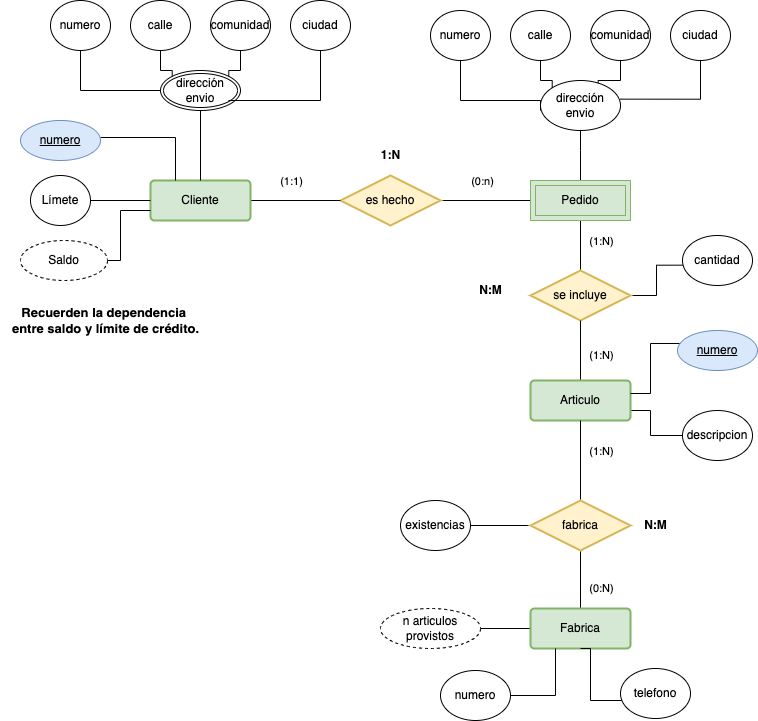 numero
calle
comunidad
ciudad
dirección
envio
numero
calle
comunidad
ciudad
dirección
envio
numero
1:N
(1:1)
(0:n)
Límete
Cliente
es hecho
Pedido
(1:N)
Saldo
cantidad
N:M
se incluye
Recuerden la dependencia
entre saldo y límite de crédito.
(1:N)
numero
Articulo
descripcion
(1:N)
existencias
fabrica
N:M
(0:N)
n articulos
provistos
Fabrica
numero
telefono